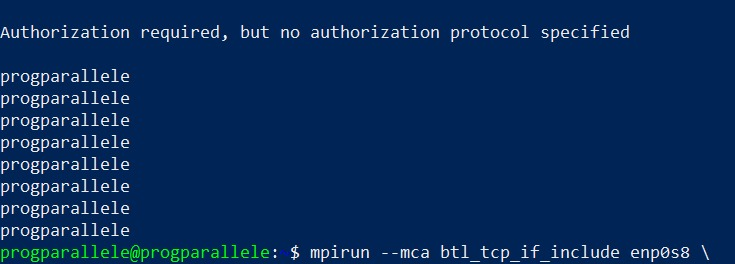 Authorization required, but no authorization protocol specified
progparallele
progparallele
progparallele
progparallele
progparallele
progparallele
progparallele
progparallele
progparallele@progparallele: $ mpirun --mca btl_tcp_if_include enp0s8 \